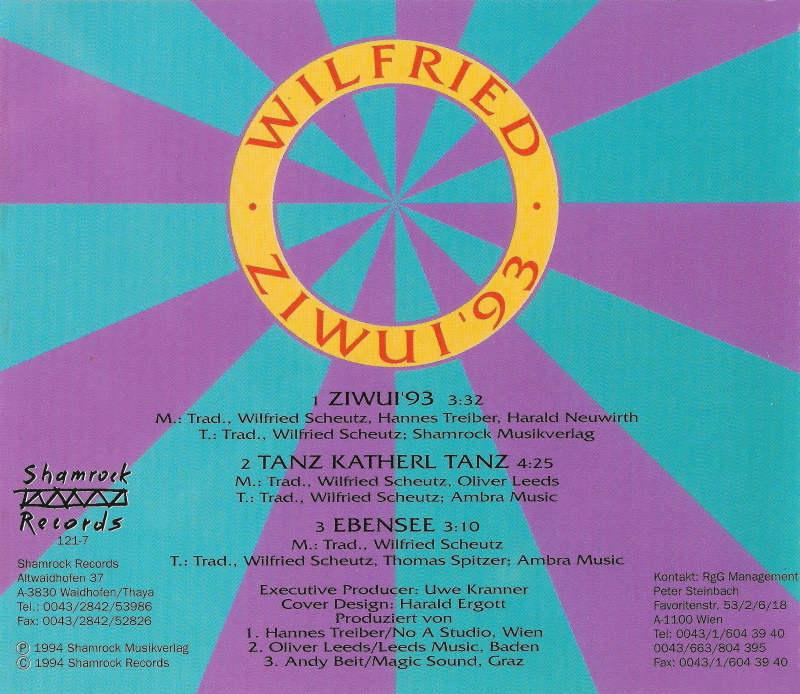 WILFRIED
ZIWUI'93
1 ZIWUI'93 3:32
M.: Trad., Wilfried Scheutz, Hannes Treiber, Harald Neuwirth
T.: Trad., Wilfried Scheutz; Shamrock Musikverlag
2 TANZ KATHERL TANZ 4:25
M.: Trad., Wilfried Scheutz, Oliver Leeds
T.: Trad., Wilfried Scheutz; Ambra Music
3 EBENSEE 3:10
M.: Trad., Wilfried Scheutz
T.: Trad., Wilfried Scheutz, Thomas Spitzer; Ambra Music
Executive Producer: Uwe Kranner
Cover Design: Harald Ergott
Produziert von
1. Hannes Treiber/No A Studio, Wien
2. Oliver Leeds/Leeds Music, Baden
3. Andy Beit/Magic Sound, Graz
Shamrock
Records
121-7
Shamrock Records
Altwaidhofen 37
A-3830 Waidhofen/Thaya
Tel.: 0043/2842/53986
Fax: 0043/2842/52826
Ⓟ 1994 Shamrock Musikverlag
© 1994 Shamrock Records
Kontakt: RgG Management
Peter Steinbach
Favoritenstr. 53/2/6/18
A-1100 Wien
Tel: 0043/1/604 39 40
0043/663/804 395
Fax: 0043/1/604 39 40